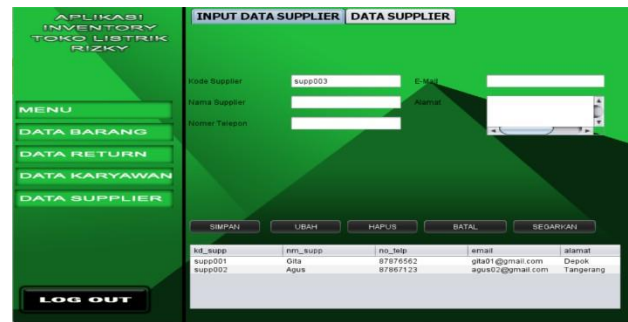 APLIKASI
INVENTORY
TOKO LISTRIK
RIZKY
MENU
DATA BARANG
DATA RETURN
DATA KARYAWAN
DATA SUPPLIER
LOG OUT
INPUT DATA SUPPLIER DATA SUPPLIER
Kode Supplier supp003 E-Mail
Nama Supplier Alamat
Nomer Telepon
SIMPAN UBAH HAPUS BATAL SEGARKAN
kd_supp nm_supp no_telp email alamat
supp001 Gita 87876562 gita01@gmail.com Depok
supp002 Agus 87867123 agus02@gmail.com Tangerang